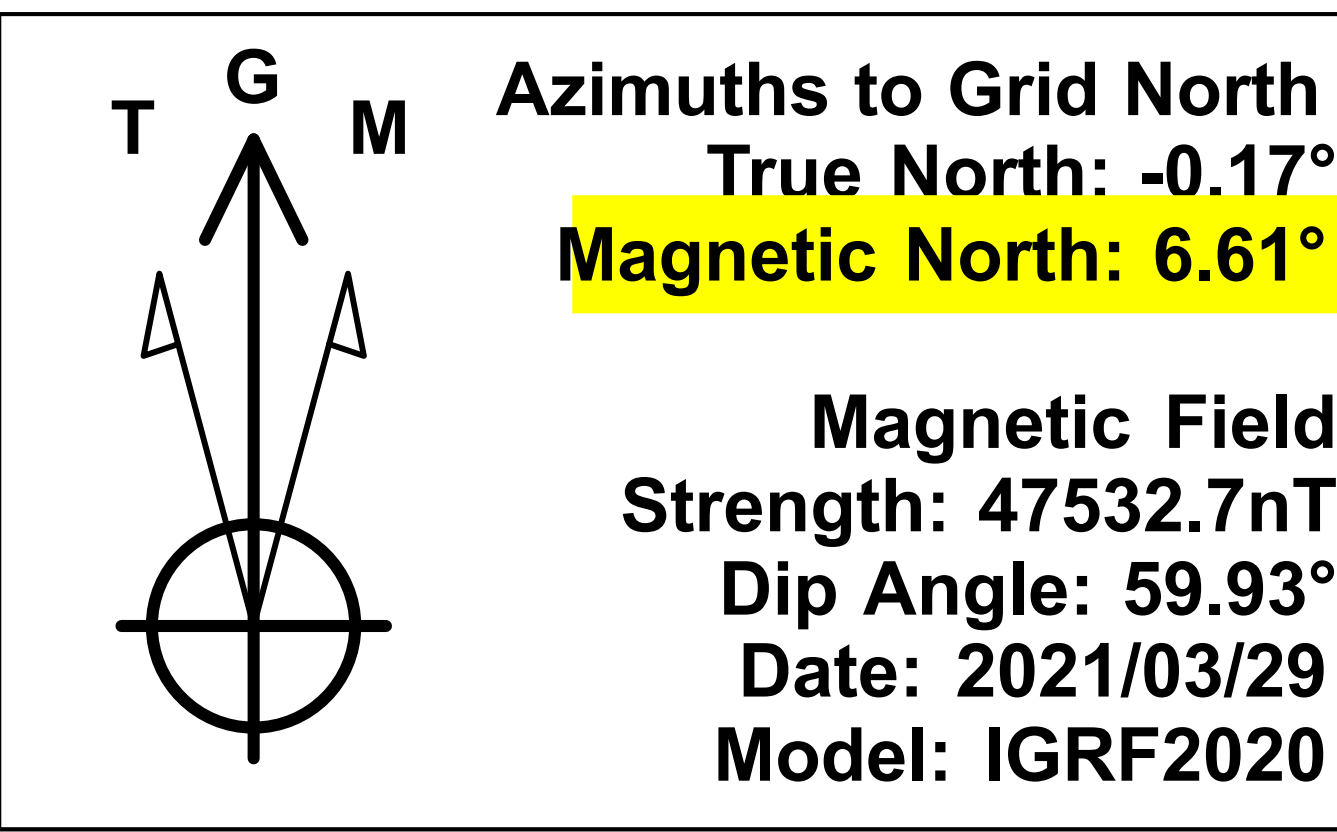 G
T M
Azimuths to Grid North
True North: -0.17°
Magnetic North: 6.61°
Magnetic Field
Strength: 47532.7nT
Dip Angle: 59.93°
Date: 2021/03/29
Model: IGRF2020